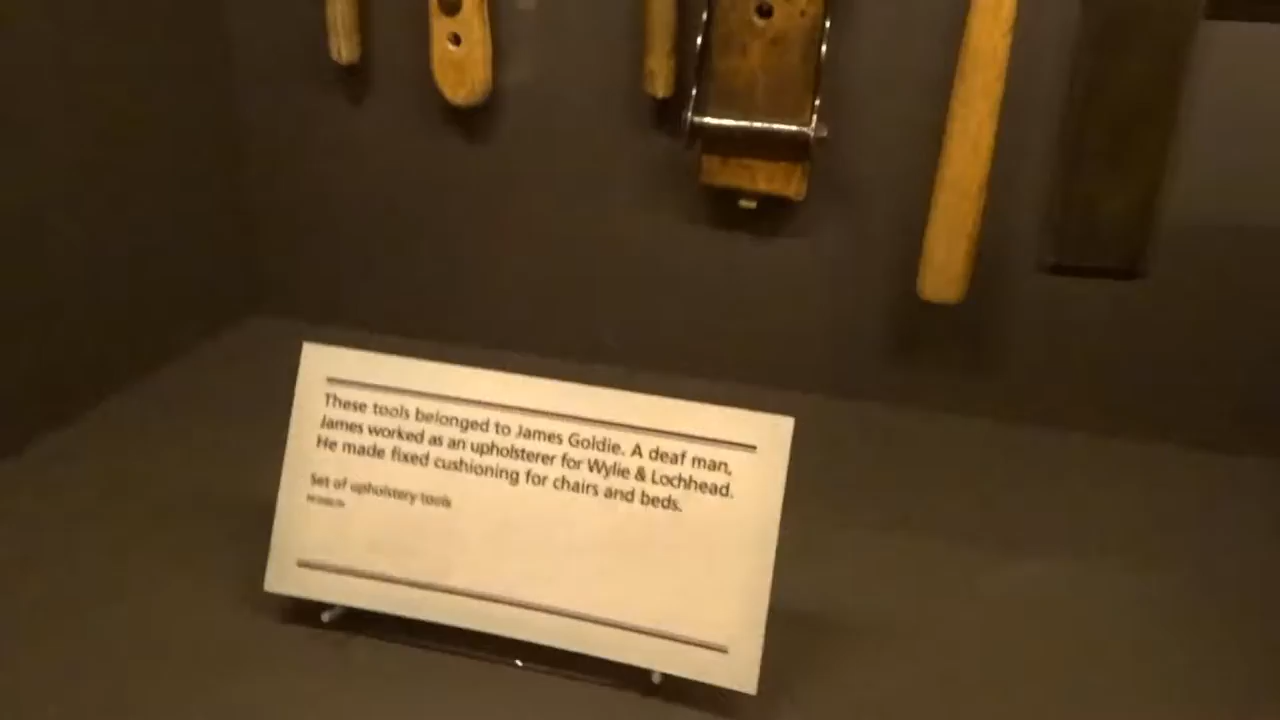 These tools belonged to James Goldie. A deaf man,
James worked as an upholsterer for Wylie & Lochhead.
He made fixed cushioning for chairs and beds.
Set of upholstery tools